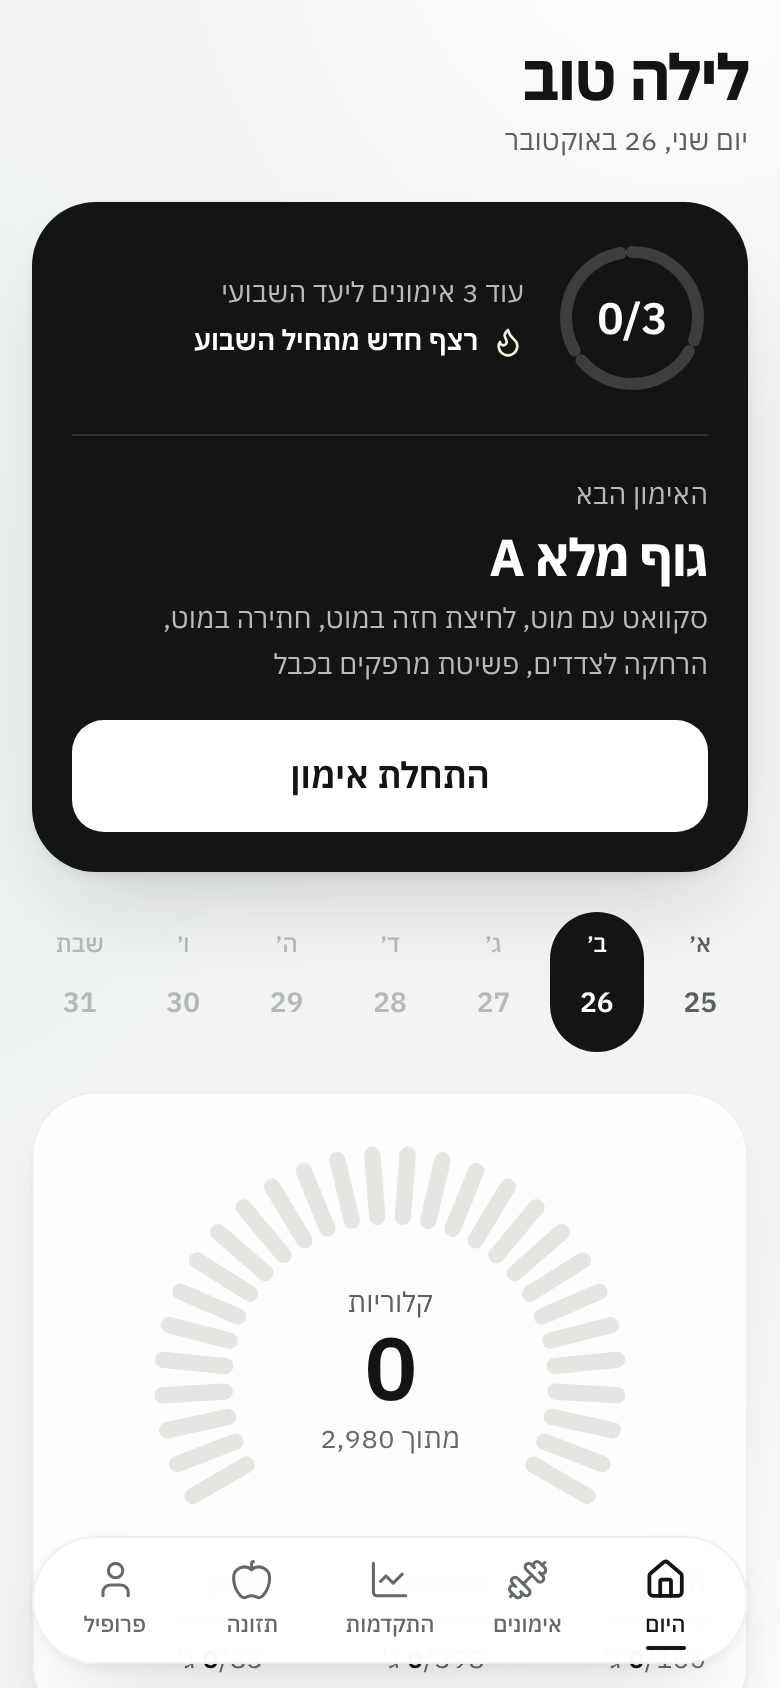 לילה טוב
יום שני, 26 באוקטובר
0/3
עוד 3 אימונים ליעד השבועי
רצף חדש מתחיל השבוע
האימון הבא
גוף מלא A
סקוואט עם מוט, לחיצת חזה במוט, חתירה במוט,
הרחקה לצדדים, פשיטת מרפקים בכבל
התחלת אימון
א׳ ב׳ ג׳ ד׳ ה׳ ו׳ שבת
25 26 27 28 29 30 31
קלוריות
0
מתוך 2,980
היום אימונים התקדמות תזונה פרופיל